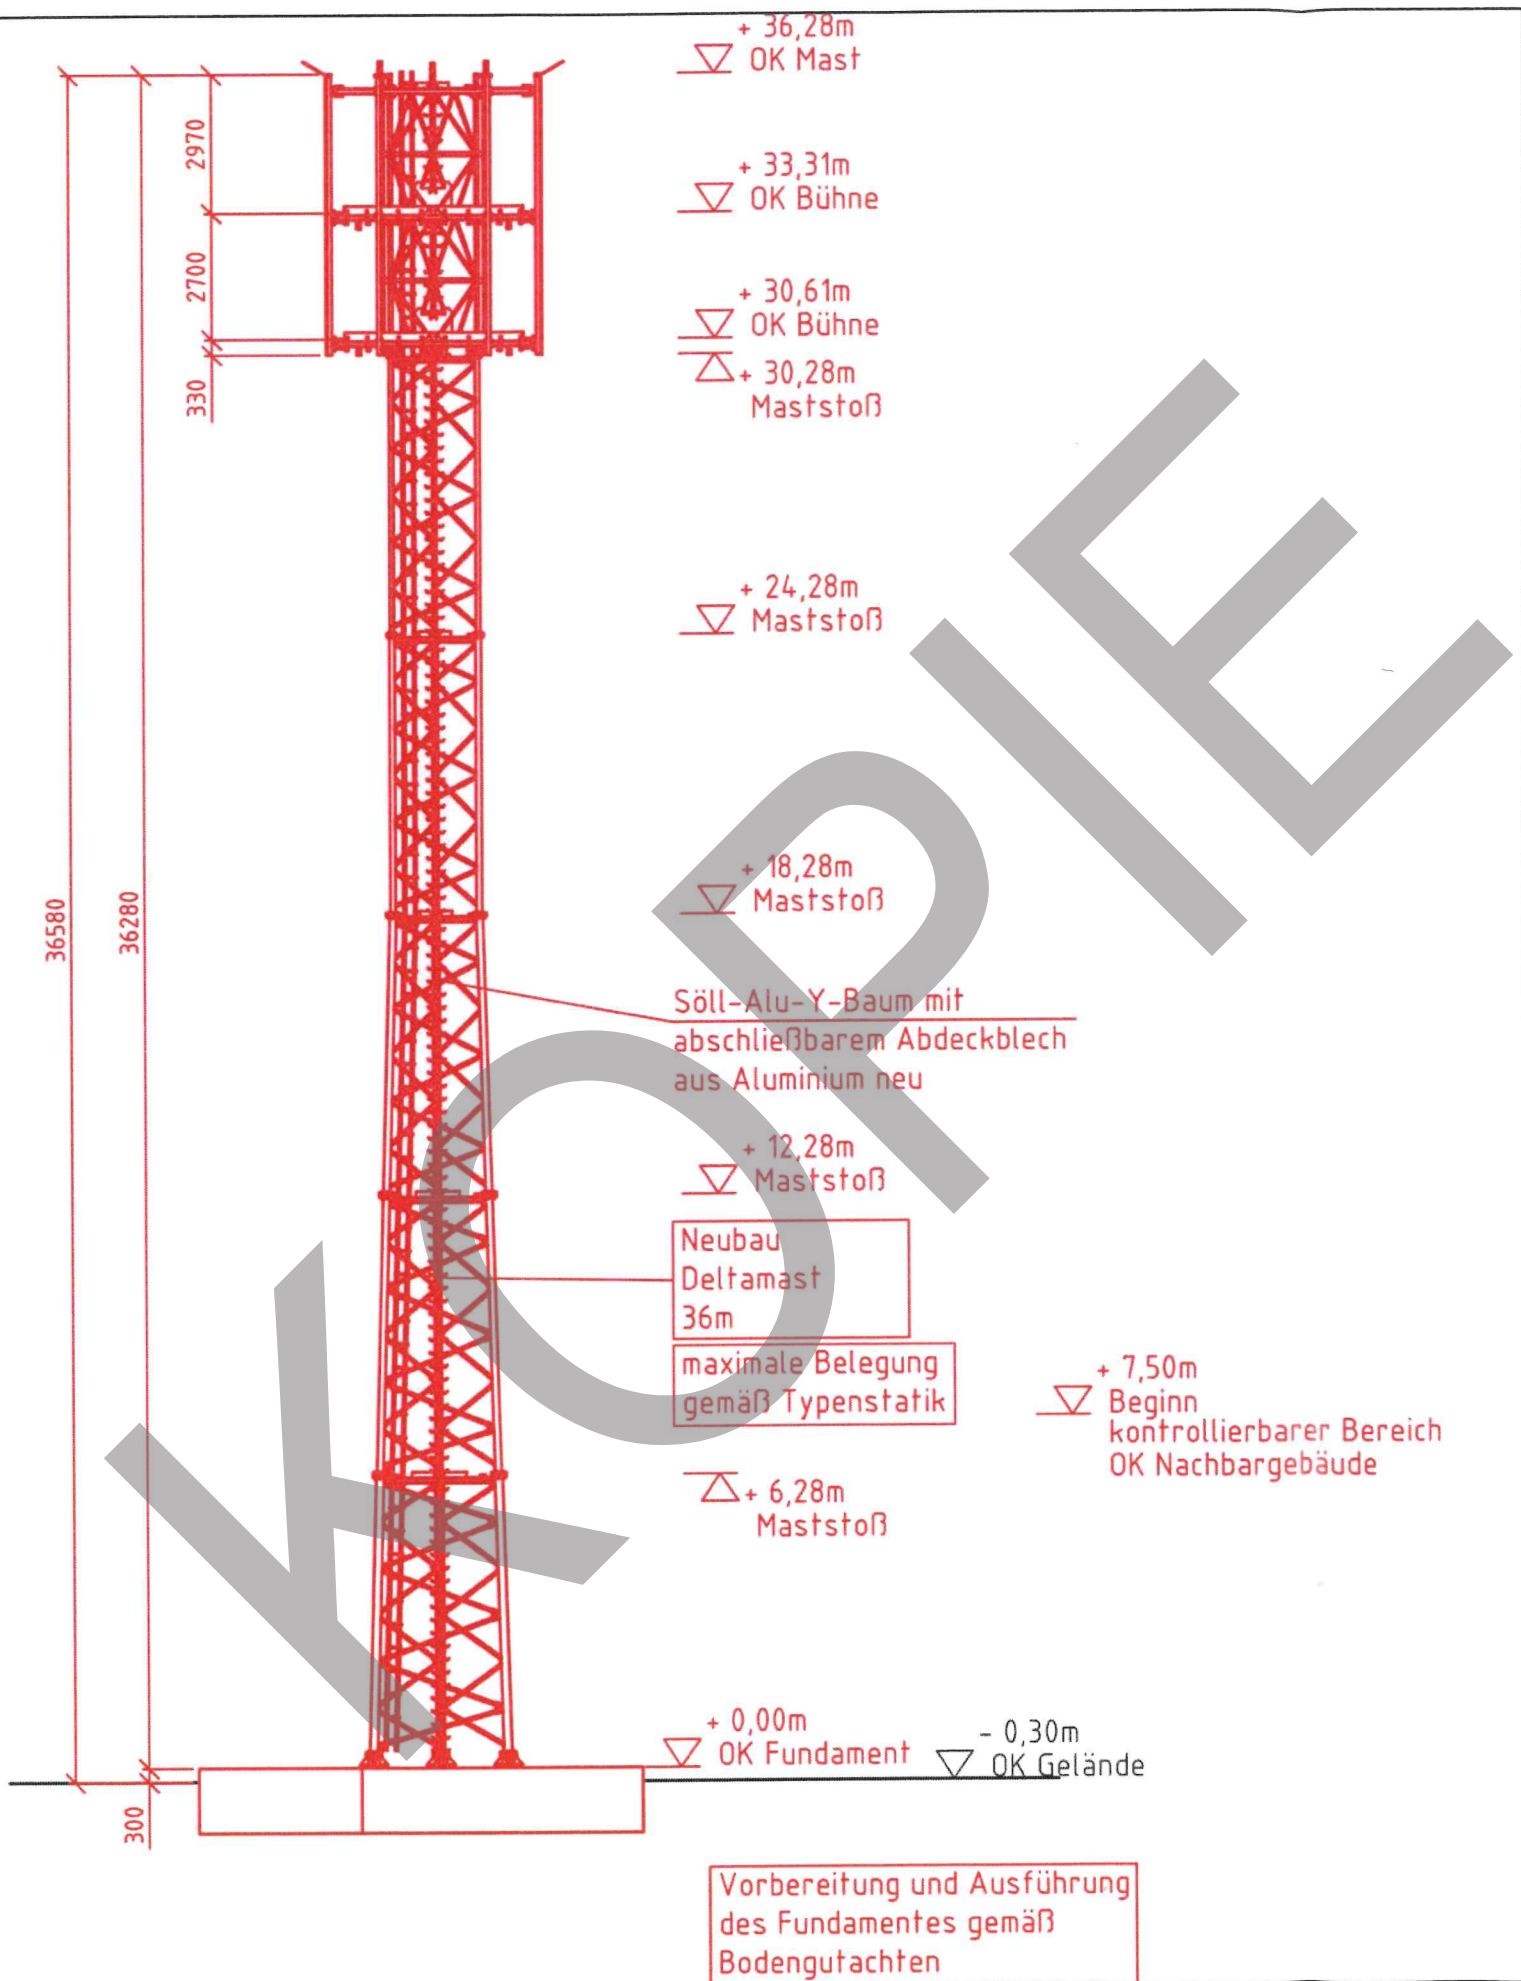 + 36,28m
OK Mast
2970
+ 33,31m
OK Bühne
2700
+ 30,61m
OK Bühne
+ 30,28m
Maststoß
330
+ 24,28m
Maststoß
36580
36280
+ 18,28m
Maststoß
Söll-Alu-Y-Baum mit
abschließbarem Abdeckblech
aus Aluminium neu
+ 12,28m
Maststoß
Neubau
Deltamast
36m
maximale Belegung
gemäß Typenstatik
+ 7,50m
Beginn
kontrollierbarer Bereich
OK Nachbargebäude
+ 6,28m
Maststoß
+ 0,00m
OK Fundament
- 0,30m
OK Gelände
300
Vorbereitung und Ausführung
des Fundamentes gemäß
Bodengutachten
KOPIE